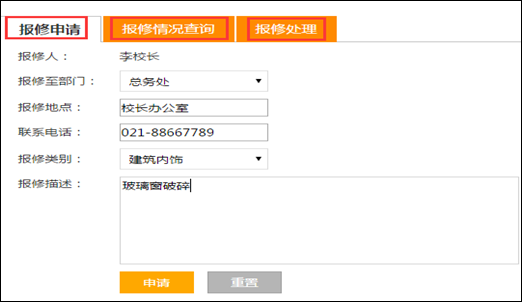 报修申请 报修情况查询 报修处理
报修人： 李校长
报修至部门： 总务处
报修地点： 校长办公室
联系电话： 021-88667789
报修类别： 建筑内饰
报修描述： 玻璃窗破碎
申请 重置